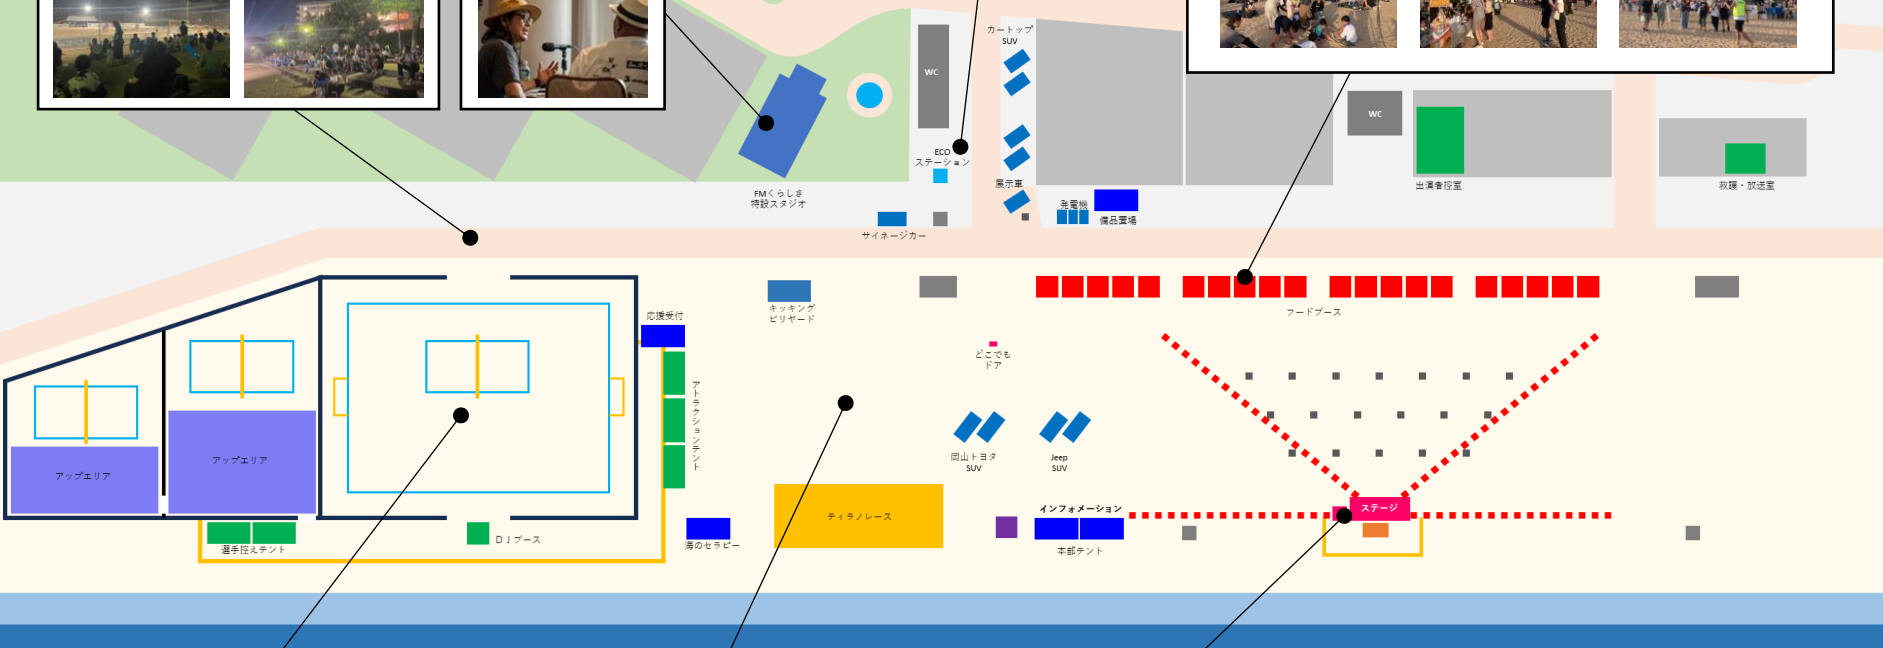 カートップ
SUV
WC
ECO
ステーション
WC
展示車
発電機
備品置場
出演者控室
救護・放送室
FMくらしき
特設スタジオ
サイネージカー
応援受付
キッキング
ビリヤード
フードブース
どこでも
ドア
アトラクションテント
アップエリア
アップエリア
岡山トヨタ
SUV
Jeep
SUV
ティラノレース
インフォメーション
ステージ
選手控えテント
DJブース
海のセラピー
本部テント